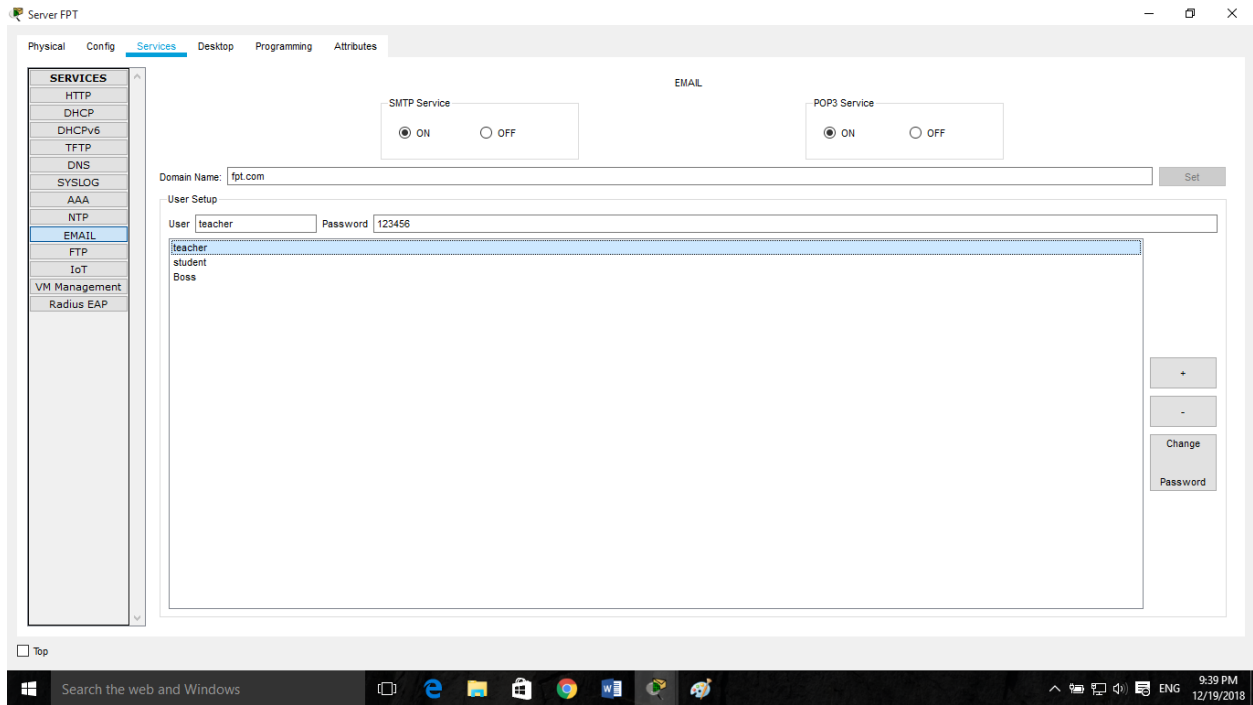 Server FPT
Physical Config Services Desktop Programming Attributes
SERVICES
HTTP
DHCP
DHCPv6
TFTP
DNS
SYSLOG
AAA
NTP
EMAIL
FTP
IoT
VM Management
Radius EAP
EMAIL
SMTP Service
ON OFF
POP3 Service
ON OFF
Domain Name: fpt.com Set
User Setup
User teacher Password 123456
teacher
student
Boss
+
-
Change
Password
Top
Search the web and Windows
ENG
9:39 PM
12/19/2018